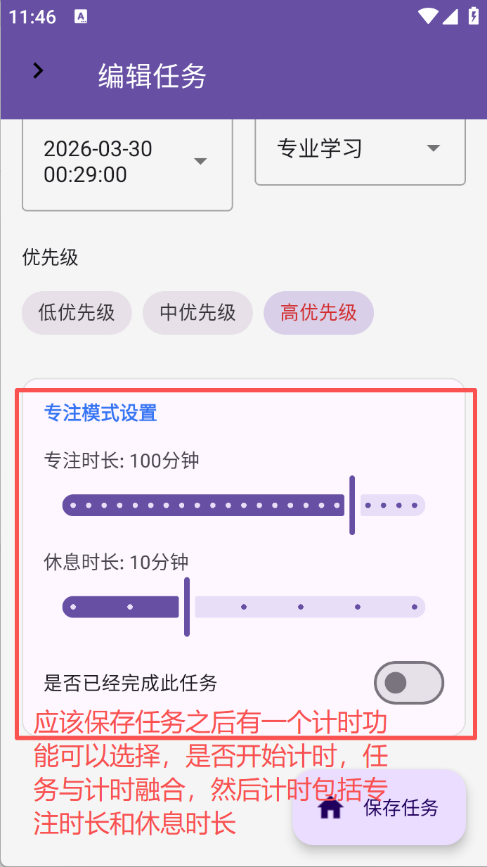 11:46 A
编辑任务
2026-03-30
00:29:00
专业学习
优先级
低优先级 中优先级 高优先级
专注模式设置
专注时长: 100分钟
休息时长: 10分钟
是否已经完成此任务
应该保存任务之后有一个计时功
能可以选择，是否开始计时，任
务与计时融合，然后计时包括专
注时长和休息时长
保存任务